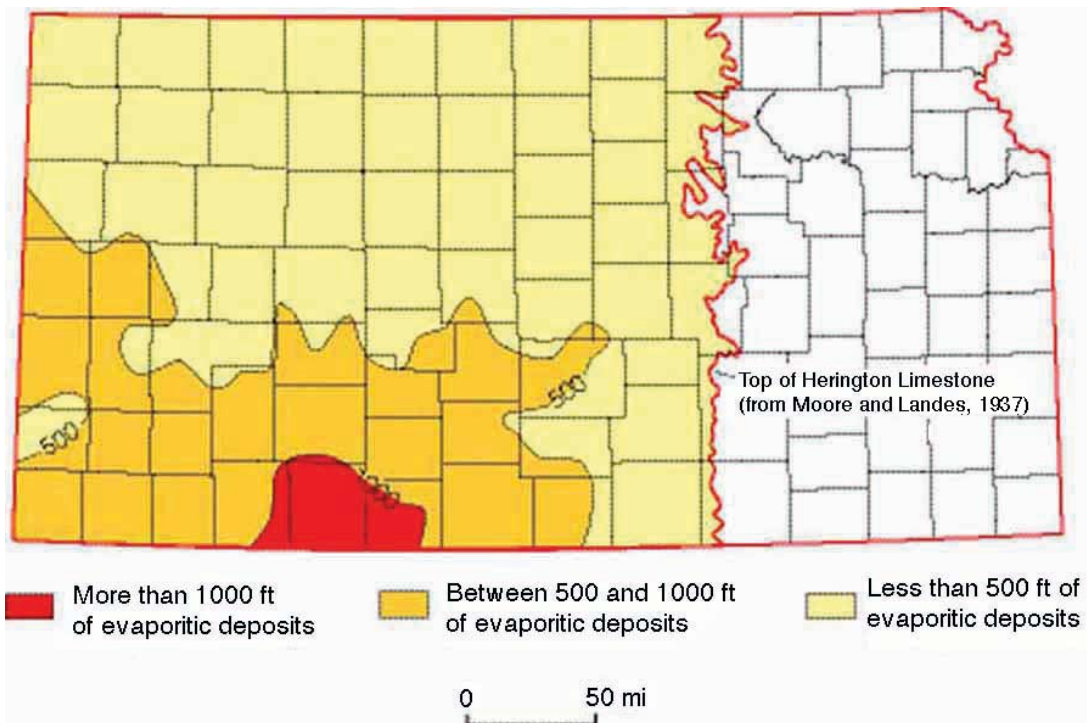 500
500
Top of Herington Limestone
(from Moore and Landes, 1937)
More than 1000 ft
of evaporitic deposits
Between 500 and 1000 ft
of evaporitic deposits
Less than 500 ft of
evaporitic deposits
0 50 mi